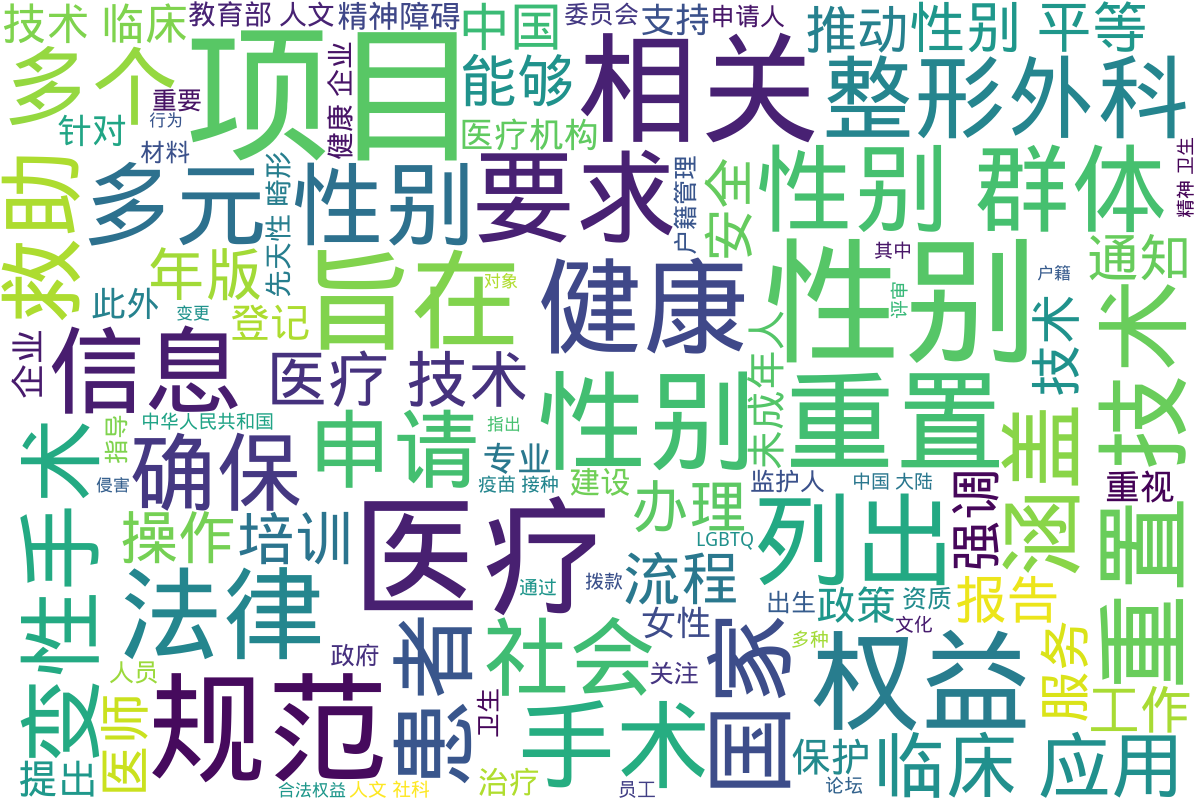 技术 临床
教育部 人文
精神障碍
中国
委员会
支持
申请人
推动
性别 平等
多个
项目
健康 企业
能够
相关
整形外科
重要
行为
针对
材料
医疗机构
救助
多元
性别
先天性 畸形
要求
户籍管理
安全
性别 群体
精神 卫生
年版
旨在
对象
健康
性别
其中
户籍
通知
此外
变更
登记
评审
技术
企业
信息
医疗 技术
未成年人
性别 重置
重置技术
变性手术
指导
中华人民共和国
确保
申请
指出
专业
疫苗 接种
建设
监护人
中国 大陆
涵盖
强调
重视
侵害
操作
培训
医疗
办理
LGBTQ
列出
法律
通过
拨款
流程
出生
政策
资质
报告
患者
社会
女性
国家
文化
多种
权益
服务
人员
政府
关注
规范
卫生
手术
工作
医师
提出
保护
临床 应用
合法权益
人文 社科
治疗
员工
论坛